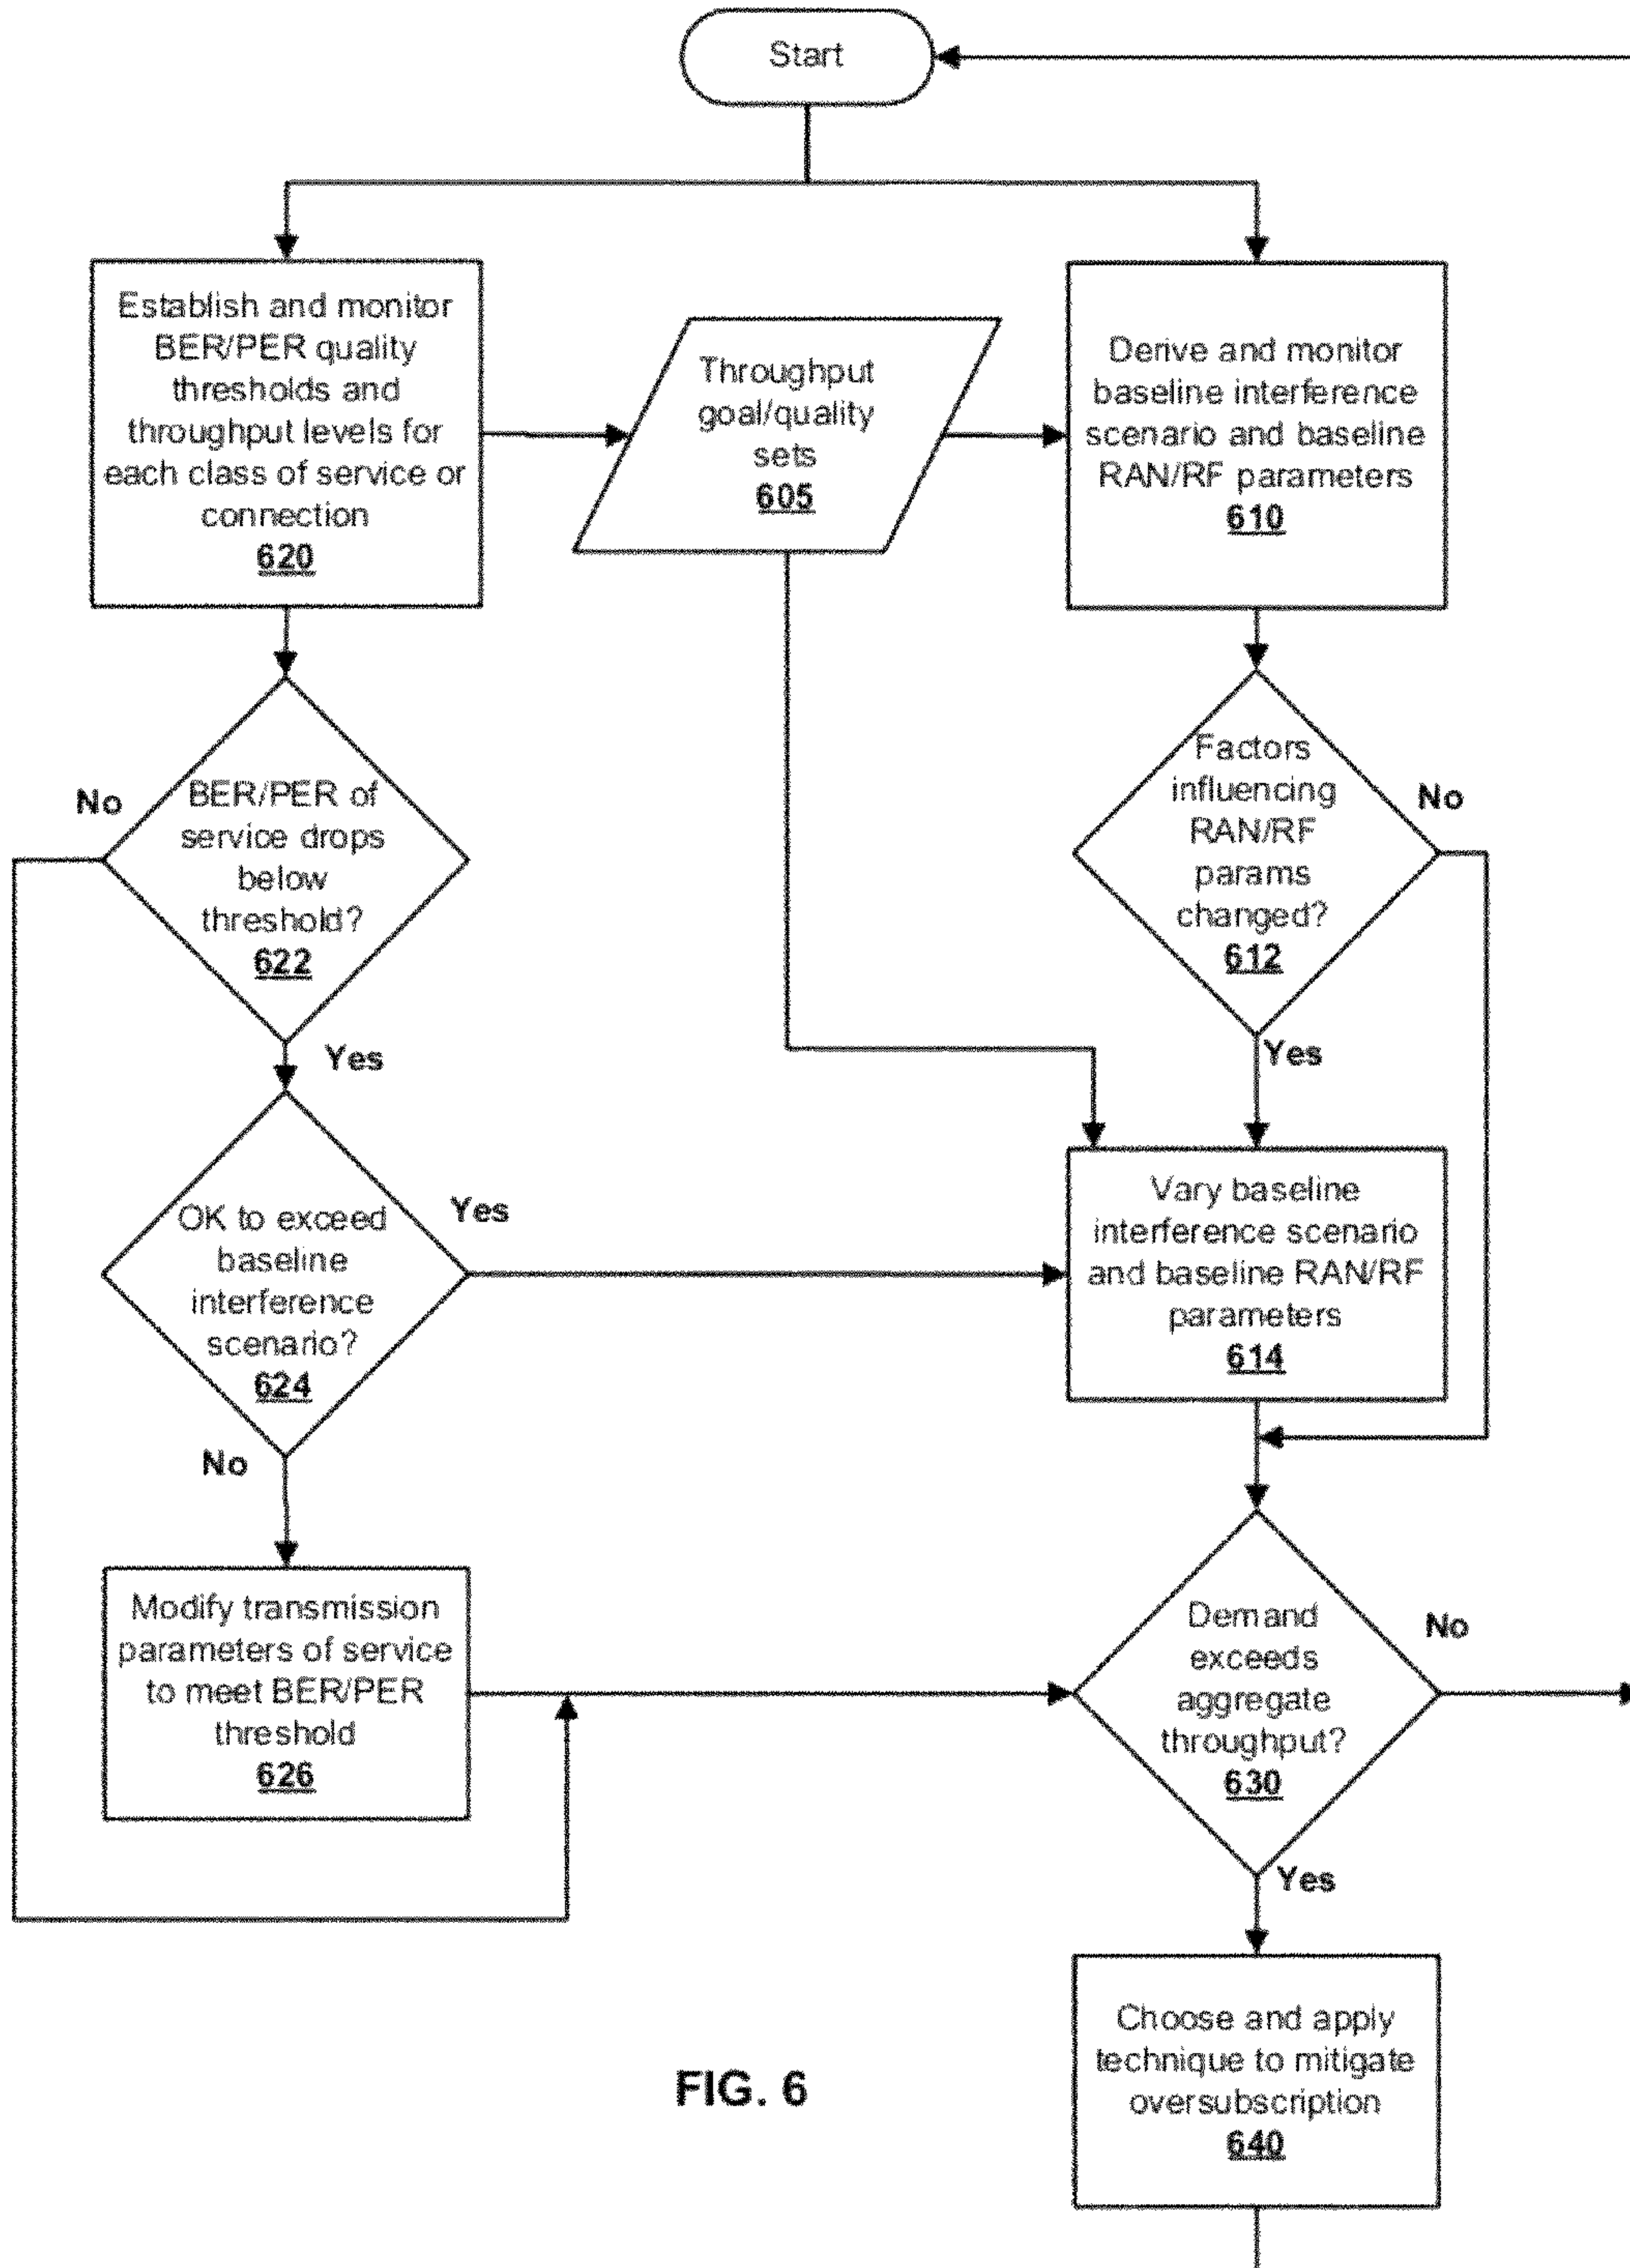 Start
Establish and monitor
BER/PER quality
thresholds and
throughput levels for
each class of service or
connection
620
Throughput
goal/quality
sets
605
Derive and monitor
baseline interference
scenario and baseline
RAN/RF parameters
610
No
BER/PER of
service drops
below
threshold?
622
Yes
Factors
influencing
RAN/RF
params
changed?
612
No
Yes
OK to exceed
baseline
interference
scenario?
624
Yes
No
Vary baseline
interference scenario
and baseline RAN/RF
parameters
614
Modify transmission
parameters of service
to meet BER/PER
threshold
626
Demand
exceeds
aggregate
throughput?
630
No
Yes
Choose and apply
technique to mitigate
oversubscription
640
FIG. 6